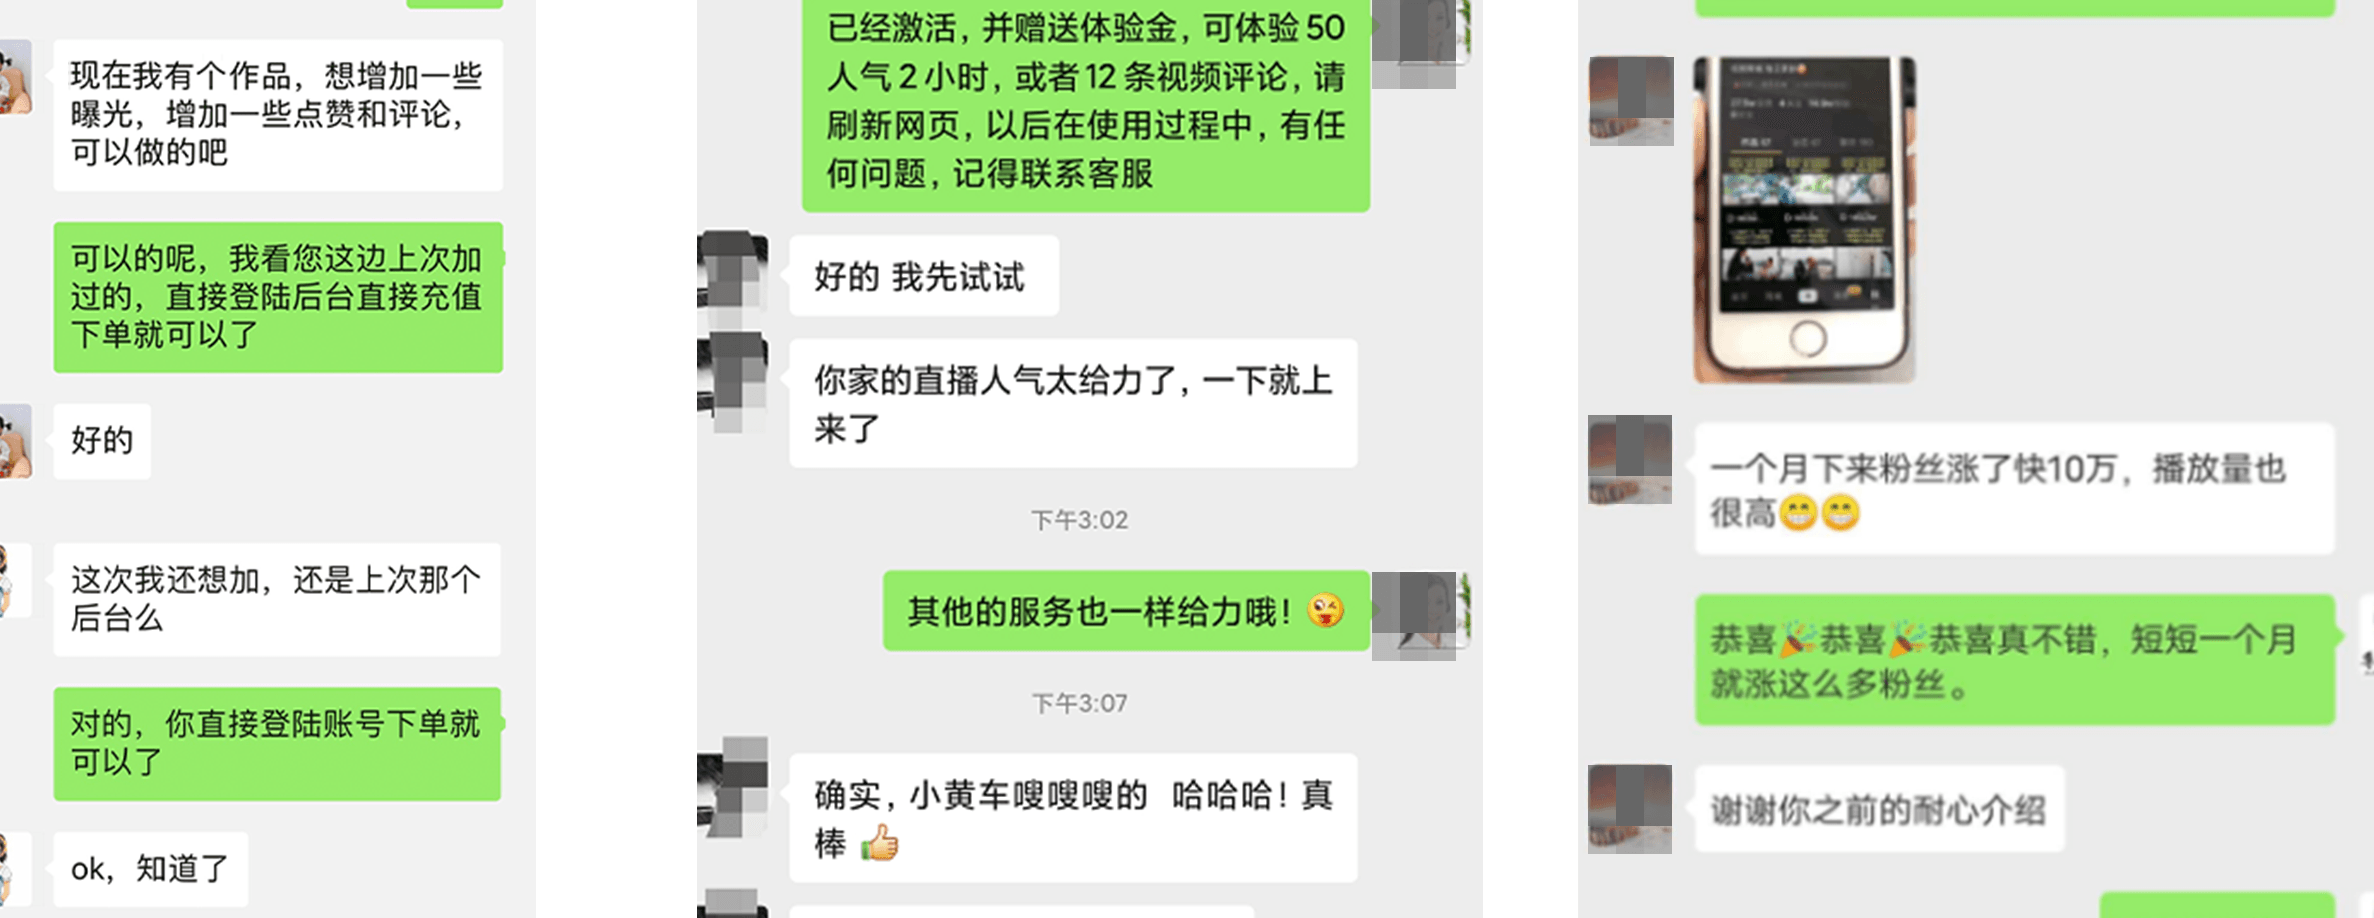 现在我有个作品，想增加一些
曝光，增加一些点赞和评论，
可以做的吧
可以的呢，我看您这边上次加
过的，直接登陆后台直接充值
下单就可以了
好的
这次我还想加，还是上次那个
后台么
对的，你直接登陆账号下单就
可以了
ok，知道了
已经激活，并赠送体验金，可体验50
人气2小时，或者12条视频评论，请
刷新网页，以后在使用过程中，有任
何问题，记得联系客服
好的 我先试试
你家的直播人气太给力了，一下就上
来了
下午3:02
其他的服务也一样给力哦！😜
下午3:07
确实，小黄车嗖嗖嗖的 哈哈哈！真
棒 👍
一个月下来粉丝涨了快10万，播放量也
很高😁😁
恭喜🎉恭喜🎉恭喜真不错，短短一个月
就涨这么多粉丝。
谢谢你之前的耐心介绍